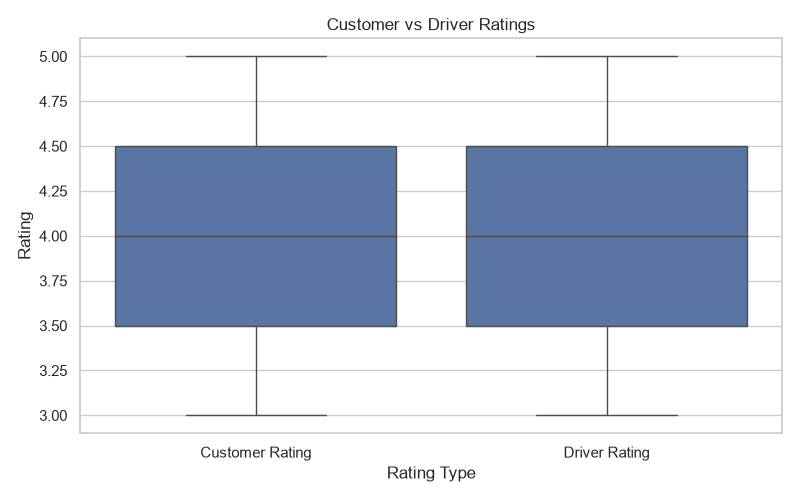 Customer vs Driver Ratings
5.00
4.75
4.50
4.25
4.00
3.75
3.50
3.25
3.00
Rating
Customer Rating
Driver Rating
Rating Type